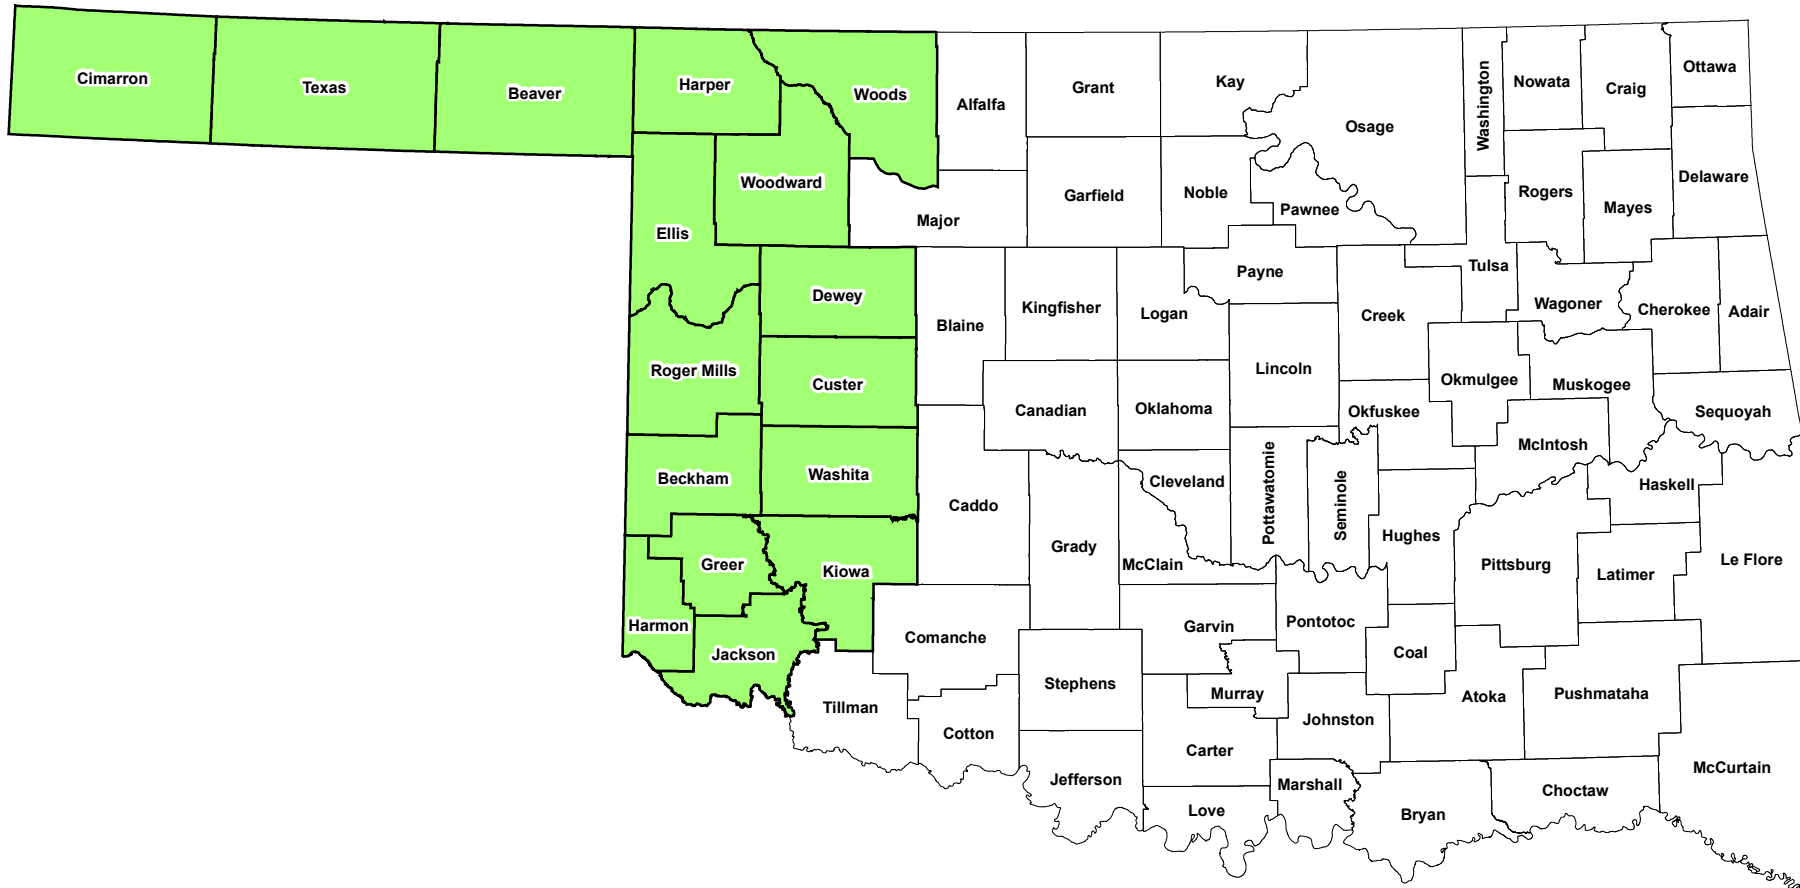 Cimarron
Texas
Beaver
Harper
Woods
Alfalfa
Grant
Kay
Osage
Washington
Nowata
Craig
Ottawa
Woodward
Ellis
Major
Garfield
Noble
Pawnee
Rogers
Mayes
Delaware
Dewey
Blaine
Kingfisher
Logan
Payne
Creek
Tulsa
Wagoner
Cherokee
Adair
Roger Mills
Custer
Canadian
Oklahoma
Lincoln
Okfuskee
Okmulgee
Muskogee
Sequoyah
McIntosh
Beckham
Washita
Caddo
Grady
Cleveland
McClain
Pottawatomie
Seminole
Hughes
Haskell
Pittsburg
Latimer
Le Flore
Greer
Kiowa
Harmon
Jackson
Comanche
Garvin
Pontotoc
Coal
Tillman
Cotton
Stephens
Murray
Johnston
Atoka
Pushmataha
Jefferson
Carter
Love
Marshall
Bryan
Choctaw
McCurtain